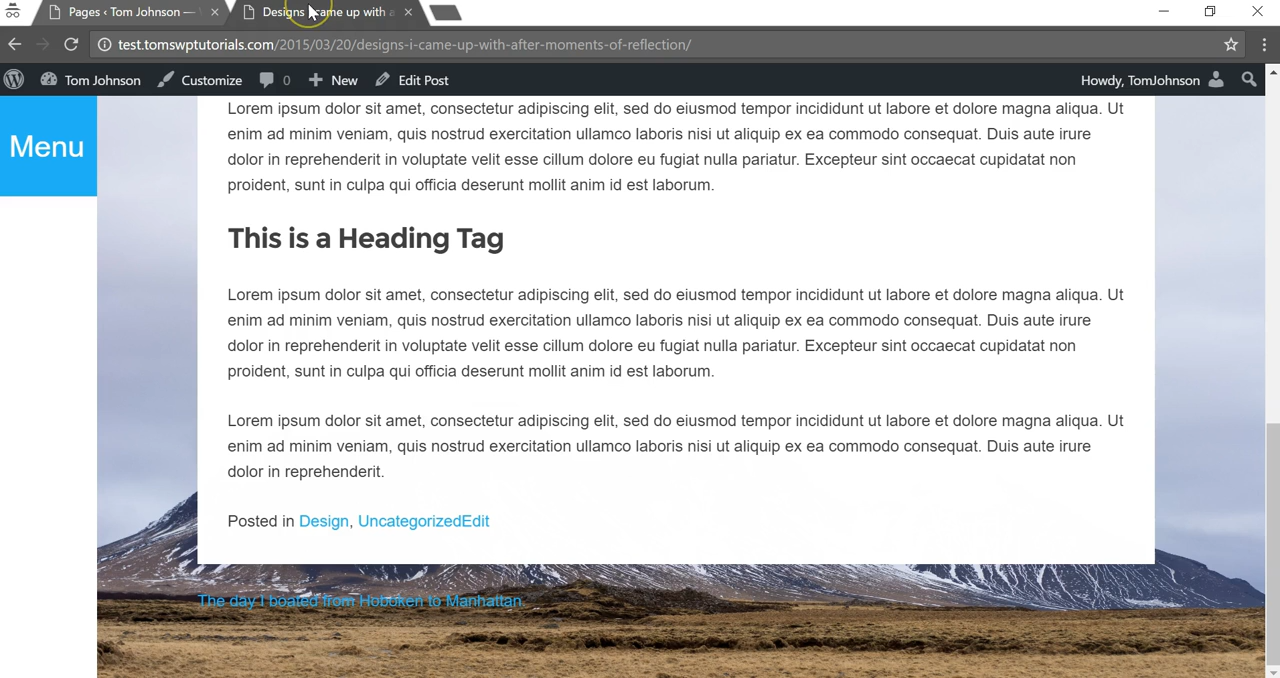 Pages ‹ Tom Johnson —
Designs I came up with a
test.tomswptutorials.com/2015/03/20/designs-i-came-up-with-after-moments-of-reflection/
Tom Johnson Customize 0 New Edit Post Howdy, TomJohnson
Menu
Lorem ipsum dolor sit amet, consectetur adipiscing elit, sed do eiusmod tempor incididunt ut labore et dolore magna aliqua. Ut
enim ad minim veniam, quis nostrud exercitation ullamco laboris nisi ut aliquip ex ea commodo consequat. Duis aute irure
dolor in reprehenderit in voluptate velit esse cillum dolore eu fugiat nulla pariatur. Excepteur sint occaecat cupidatat non
proident, sunt in culpa qui officia deserunt mollit anim id est laborum.
This is a Heading Tag
Lorem ipsum dolor sit amet, consectetur adipiscing elit, sed do eiusmod tempor incididunt ut labore et dolore magna aliqua. Ut
enim ad minim veniam, quis nostrud exercitation ullamco laboris nisi ut aliquip ex ea commodo consequat. Duis aute irure
dolor in reprehenderit in voluptate velit esse cillum dolore eu fugiat nulla pariatur. Excepteur sint occaecat cupidatat non
proident, sunt in culpa qui officia deserunt mollit anim id est laborum.
Lorem ipsum dolor sit amet, consectetur adipiscing elit, sed do eiusmod tempor incididunt ut labore et dolore magna aliqua. Ut
enim ad minim veniam, quis nostrud exercitation ullamco laboris nisi ut aliquip ex ea commodo consequat. Duis aute irure
dolor in reprehenderit.
Posted in Design, UncategorizedEdit
The day I boated from Hoboken to Manhattan.